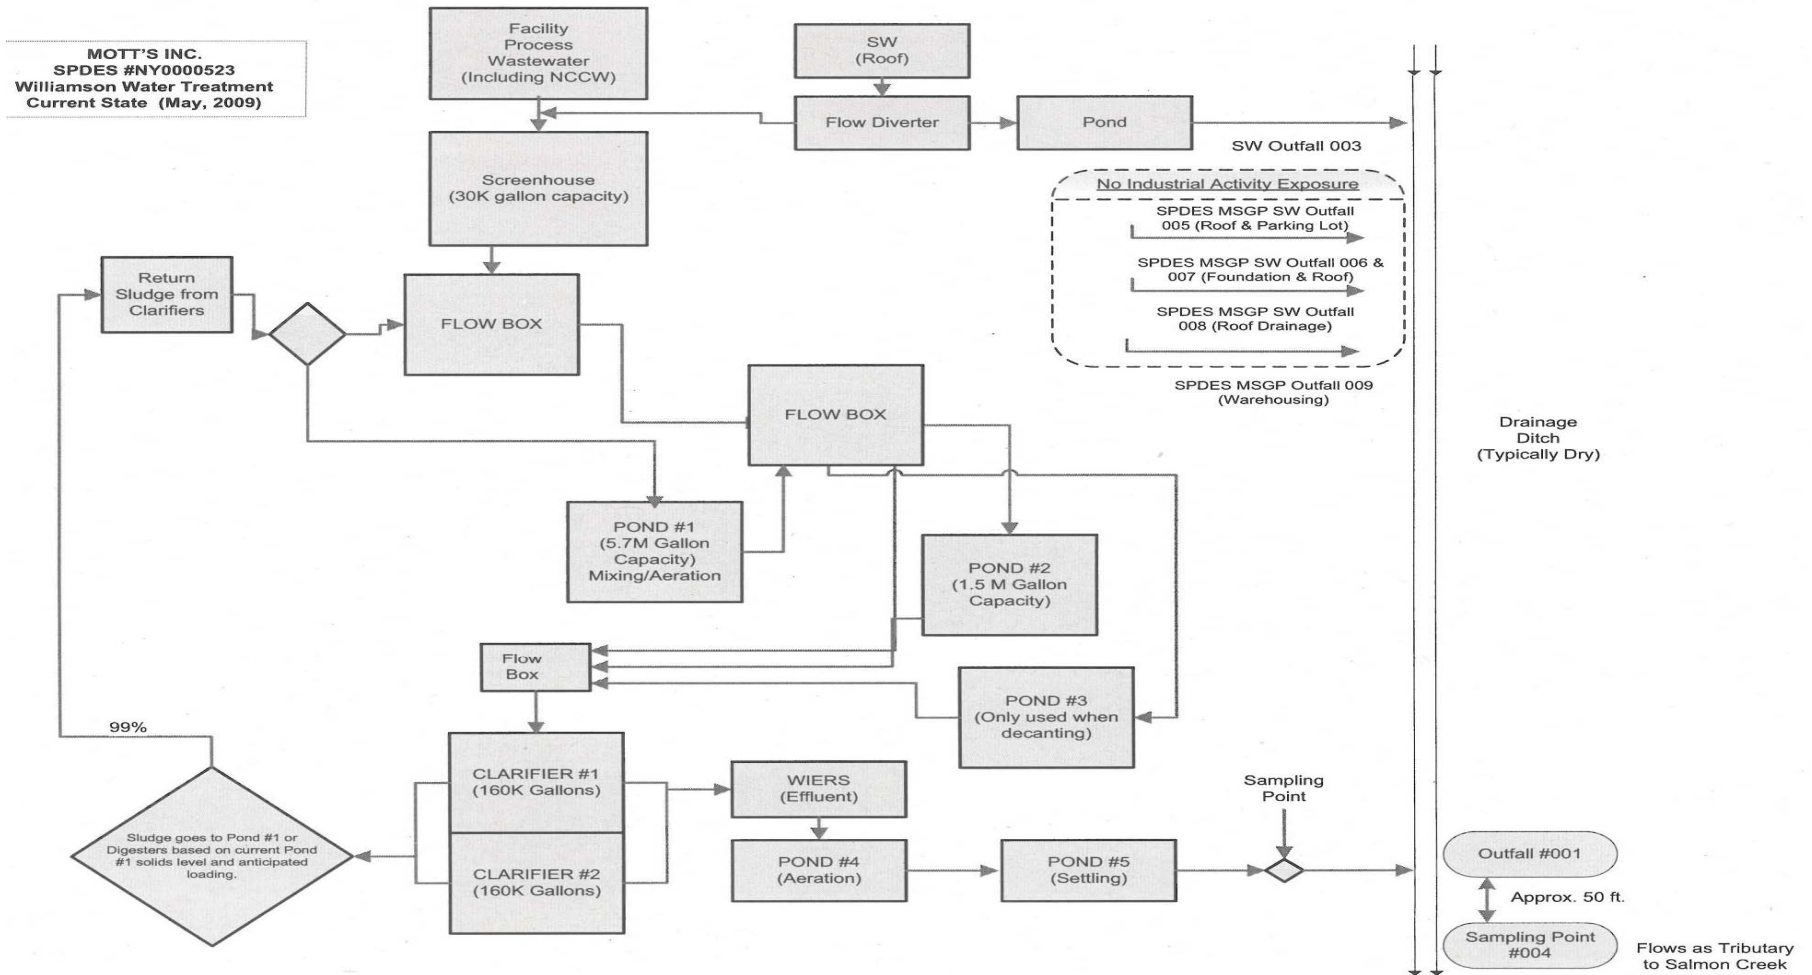 MOTT'S INC.
SPDES #NY0000523
Williamson Water Treatment
Current State (May, 2009)
Facility
Process
Wastewater
(Including NCCW)
SW
(Roof)
Flow Diverter
Pond
SW Outfall 003
Screenhouse
(30K gallon capacity)
No Industrial Activity Exposure
SPDES MSGP SW Outfall
005 (Roof & Parking Lot)
SPDES MSGP SW Outfall 006 &
007 (Foundation & Roof)
SPDES MSGP SW Outfall
008 (Roof Drainage)
SPDES MSGP Outfall 009
(Warehousing)
Return
Sludge from
Clarifiers
FLOW BOX
FLOW BOX
Drainage
Ditch
(Typically Dry)
POND #1
(5.7M Gallon
Capacity)
Mixing/Aeration
POND #2
(1.5 M Gallon
Capacity)
Flow
Box
POND #3
(Only used when
decanting)
99%
CLARIFIER #1
(160K Gallons)
WIERS
(Effluent)
Sampling
Point
Sludge goes to Pond #1 or
Digesters based on current Pond
#1 solids level and anticipated
loading.
CLARIFIER #2
(160K Gallons)
POND #4
(Aeration)
POND #5
(Settling)
Outfall #001
Approx. 50 ft.
Sampling Point
#004
Flows as Tributary
to Salmon Creek